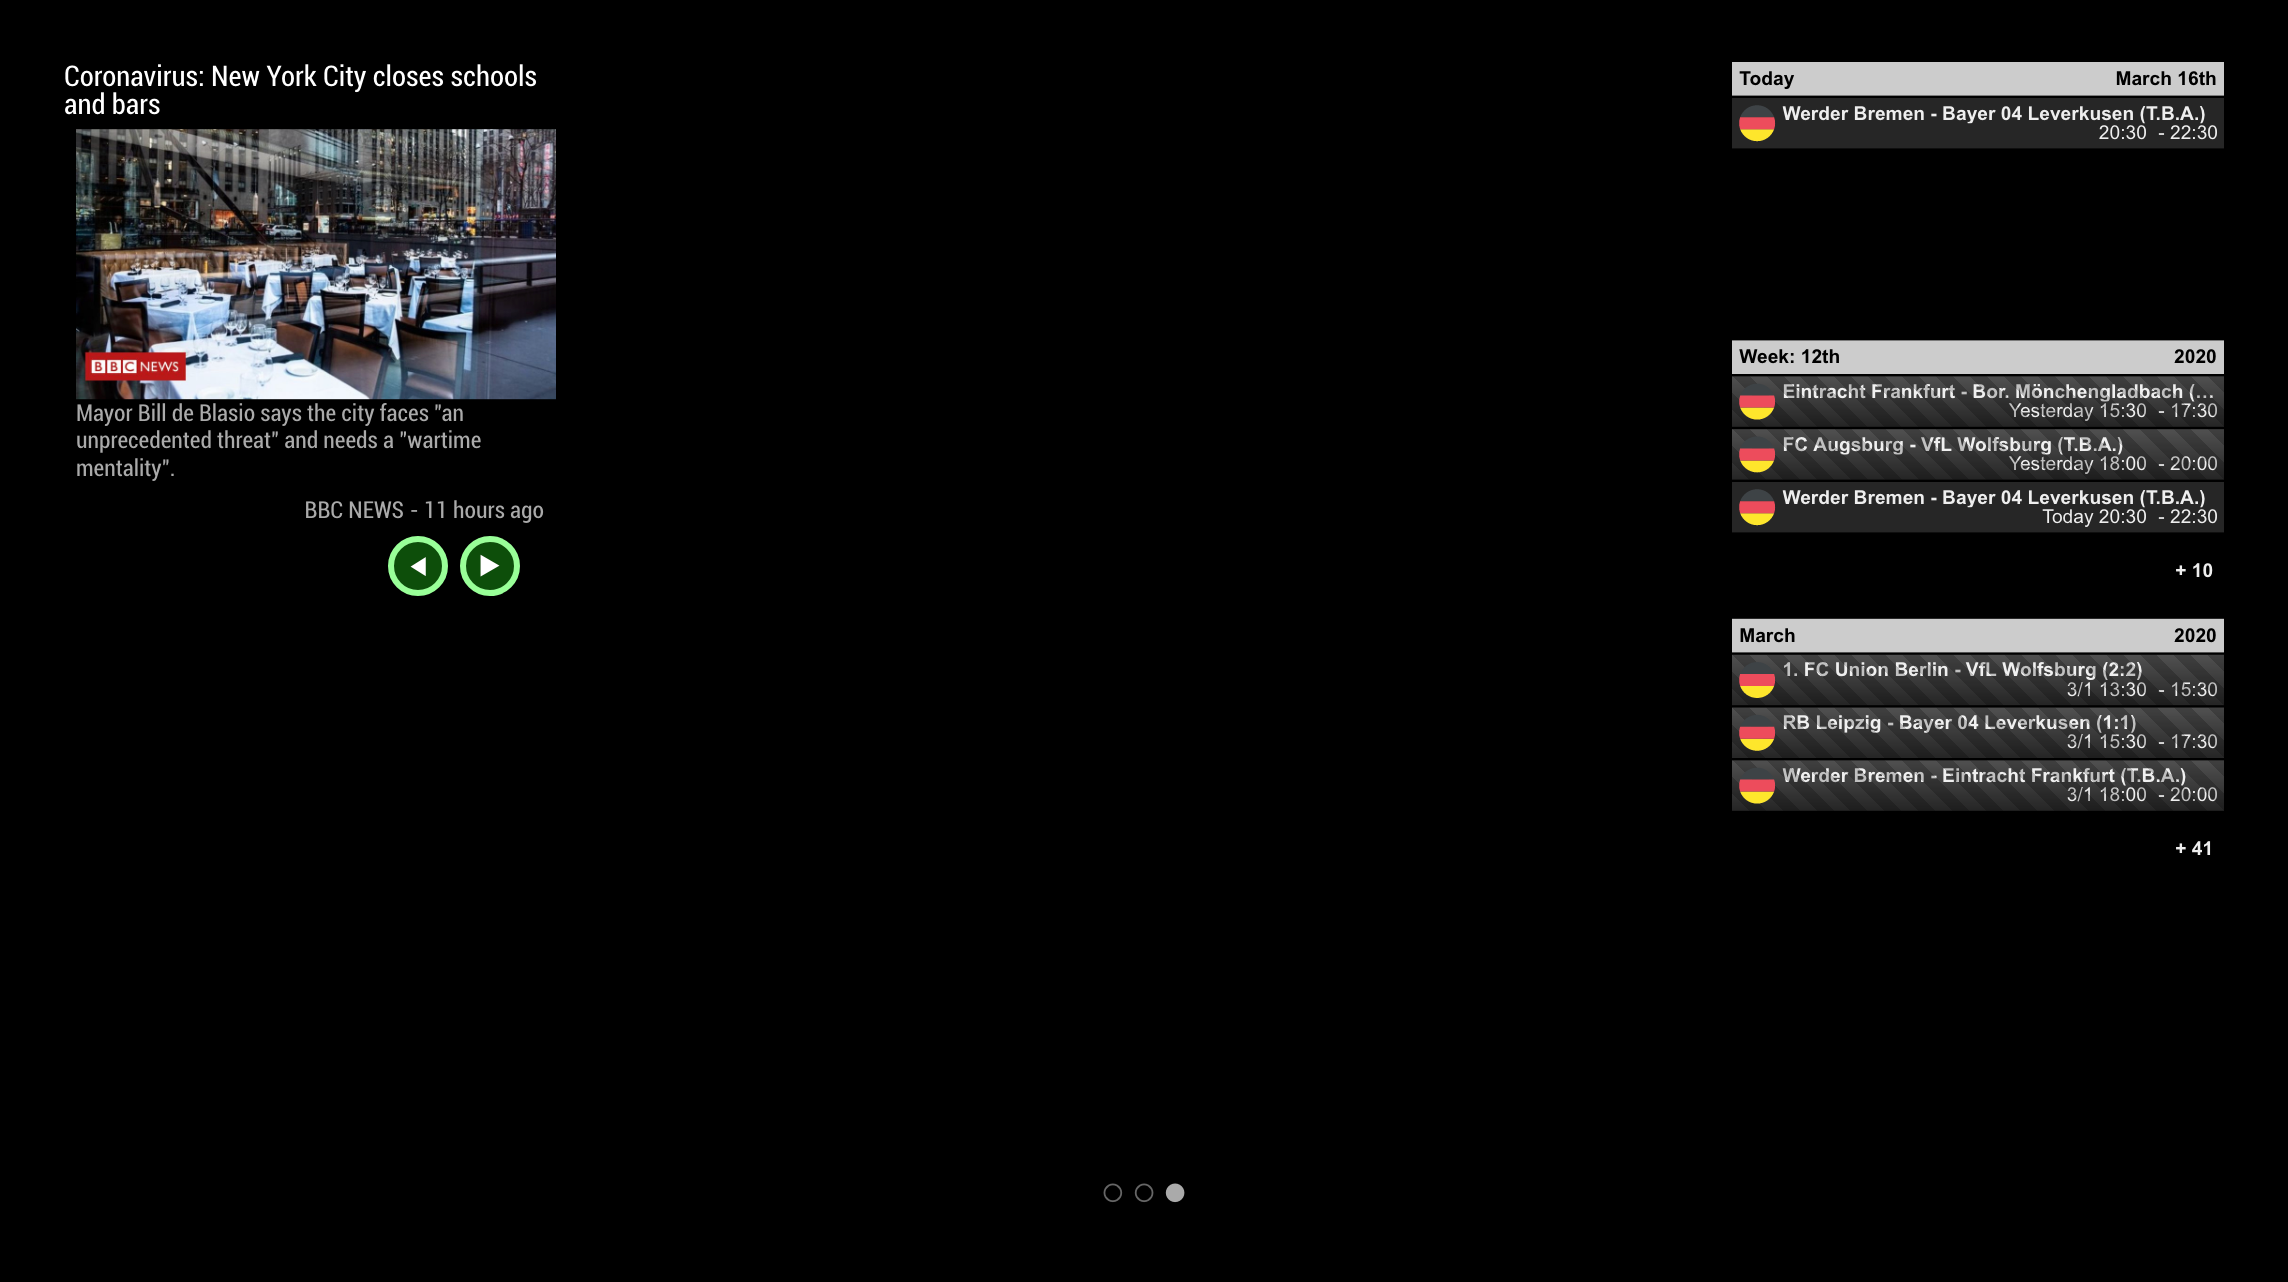 Coronavirus: New York City closes schools
and bars
BBC NEWS
Mayor Bill de Blasio says the city faces "an
unprecedented threat" and needs a "wartime
mentality".
BBC NEWS - 11 hours ago
Today March 16th
Werder Bremen - Bayer 04 Leverkusen (T.B.A.)
20:30 - 22:30
Week: 12th 2020
Eintracht Frankfurt - Bor. Mönchengladbach (...
Yesterday 15:30 - 17:30
FC Augsburg - VfL Wolfsburg (T.B.A.)
Yesterday 18:00 - 20:00
Werder Bremen - Bayer 04 Leverkusen (T.B.A.)
Today 20:30 - 22:30
+ 10
March 2020
1. FC Union Berlin - VfL Wolfsburg (2:2)
3/1 13:30 - 15:30
RB Leipzig - Bayer 04 Leverkusen (1:1)
3/1 15:30 - 17:30
Werder Bremen - Eintracht Frankfurt (T.B.A.)
3/1 18:00 - 20:00
+ 41